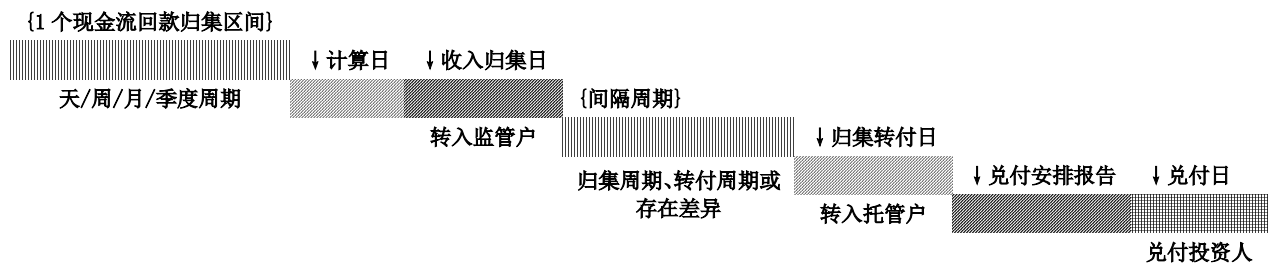 {1个现金流回款归集区间}
↓计算日
↓收入归集日
天/周/月/季度周期
{间隔周期}
转入监管户
↓归集转付日
归集周期、转付周期或
存在差异
↓兑付安排报告
↓兑付日
转入托管户
兑付投资人